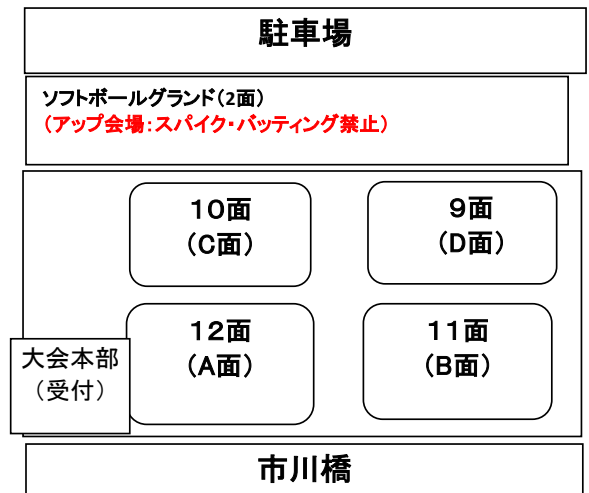 駐車場
ソフトボールグランド（2面）
（アップ会場：スパイク・バッティング禁止）
１０面
（C面）
９面
（D面）
１２面
（A面）
１１面
（B面）
大会本部
（受付）
市川橋